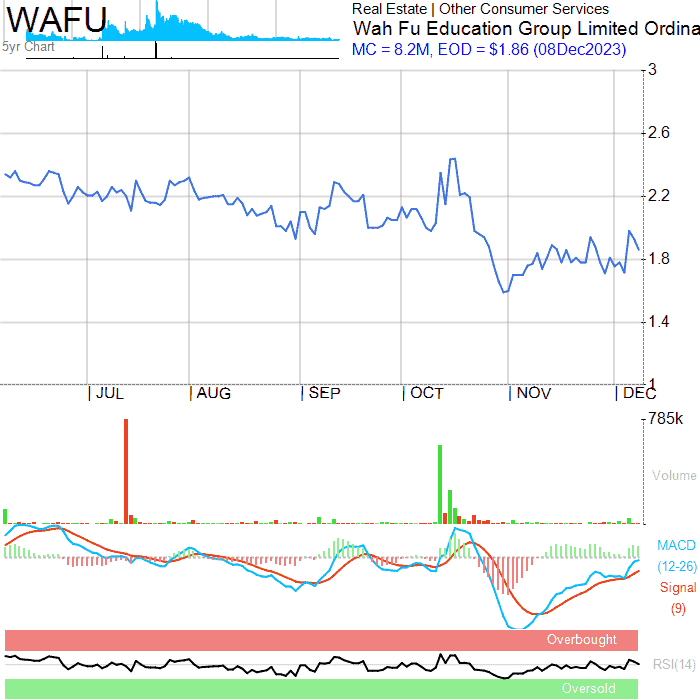 WAFU
Real Estate | Other Consumer Services
5yr Chart
Wah Fu Education Group Limited Ordina
MC = 8.2M, EOD = $1.86 (08Dec2023)
3
2.6
2.2
1.8
1.4
1
JUL AUG SEP OCT NOV DEC
785k
Volume
MACD
(12-26)
Signal
(9)
Overbought
RSI(14)
Oversold